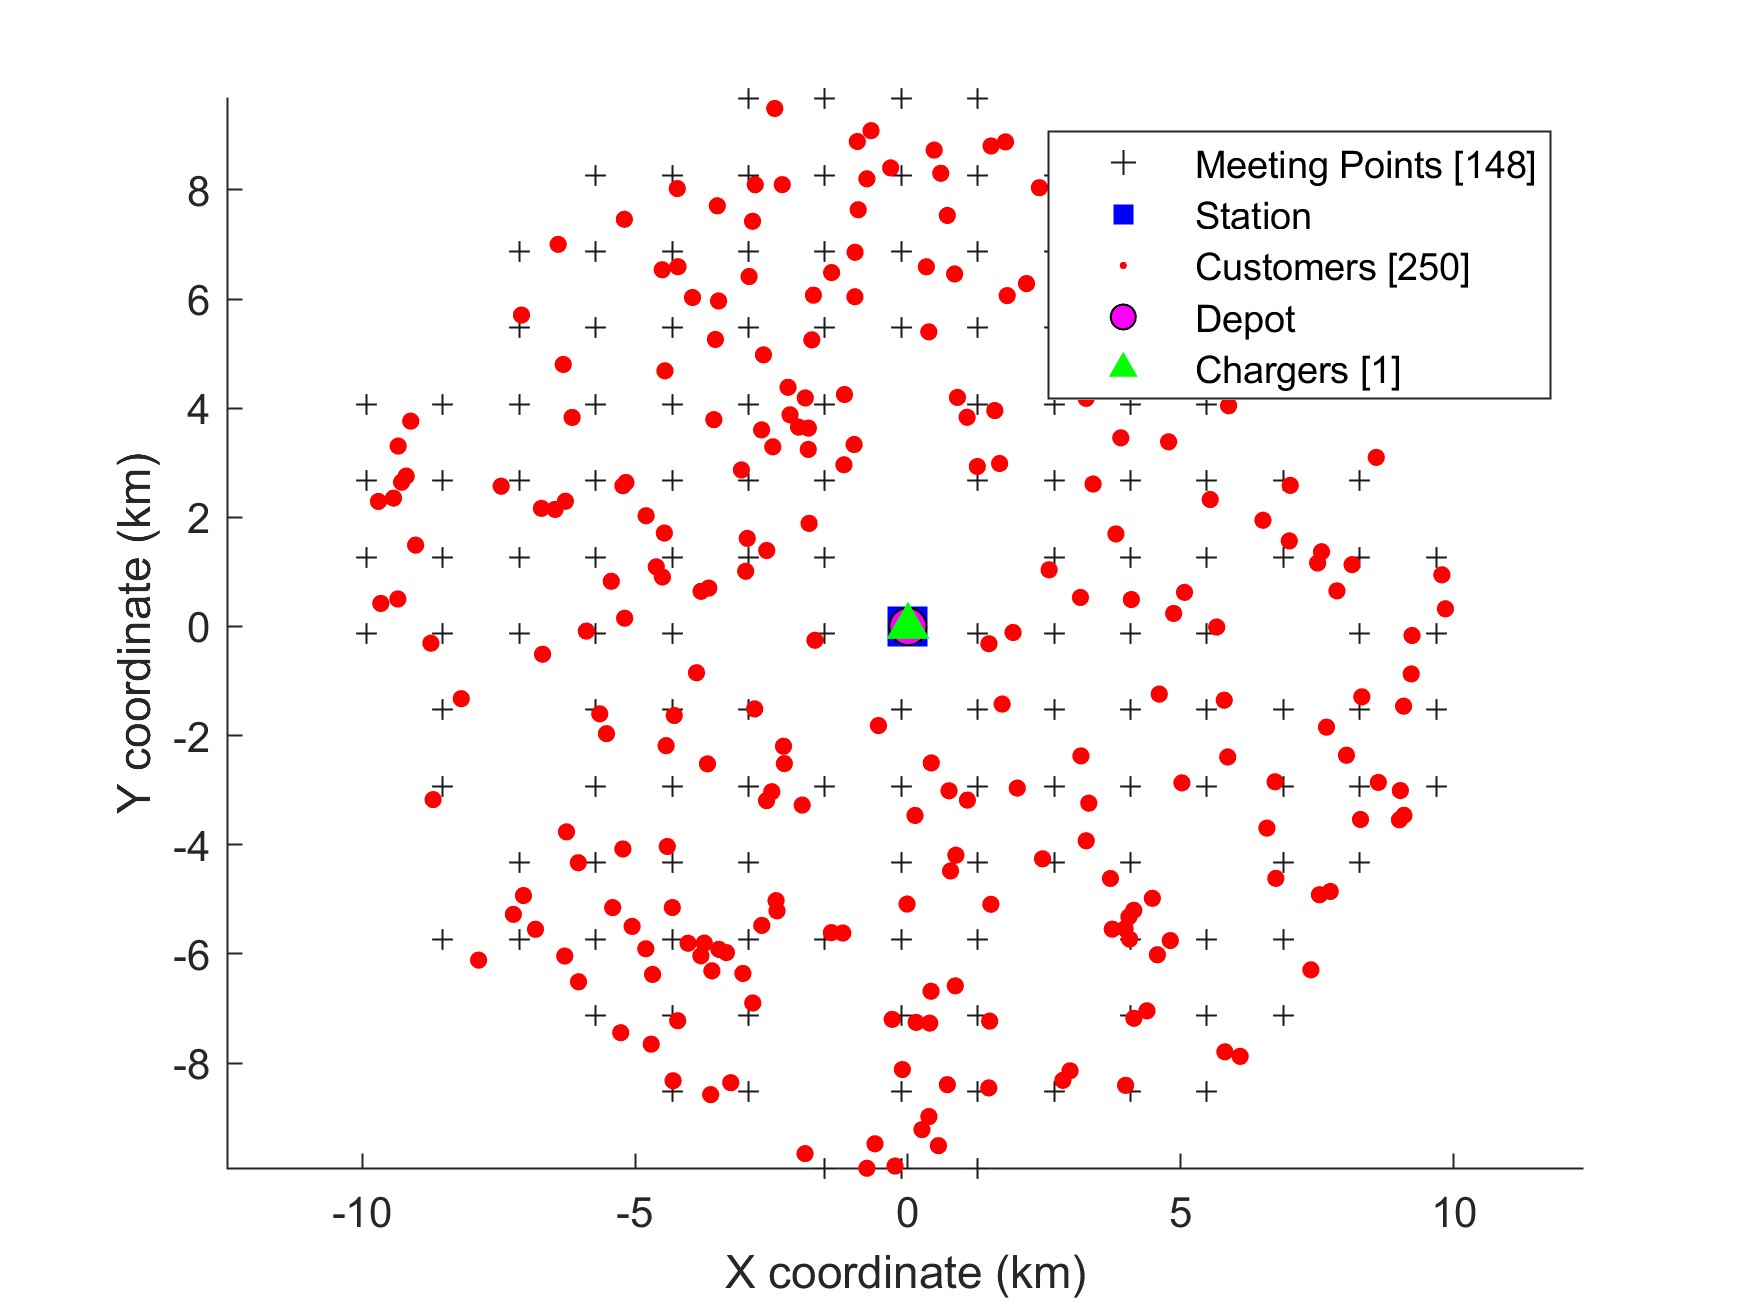 Meeting Points [148]
Station
Customers [250]
Depot
Chargers [1]
8
6
4
2
0
-2
-4
-6
-8
Y coordinate (km)
-10 -5 0 5 10
X coordinate (km)